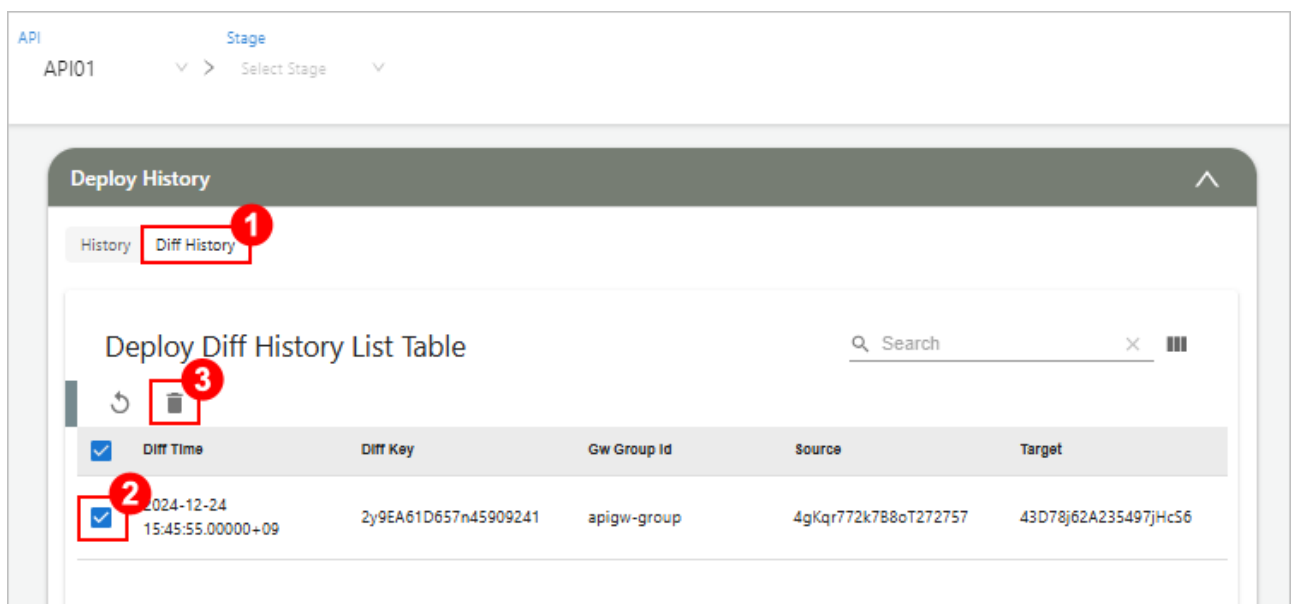 API Stage
API01 > Select Stage
Deploy History
1
History Diff History
Deploy Diff History List Table Search
3
Diff Time Diff Key Gw Group Id Source Target
2
2024-12-24
15:45:55.00000+09 2y9EA61D657n45909241 apigw-group 4gKqr772k7B8oT272757 43D78j62A235497jHcS6